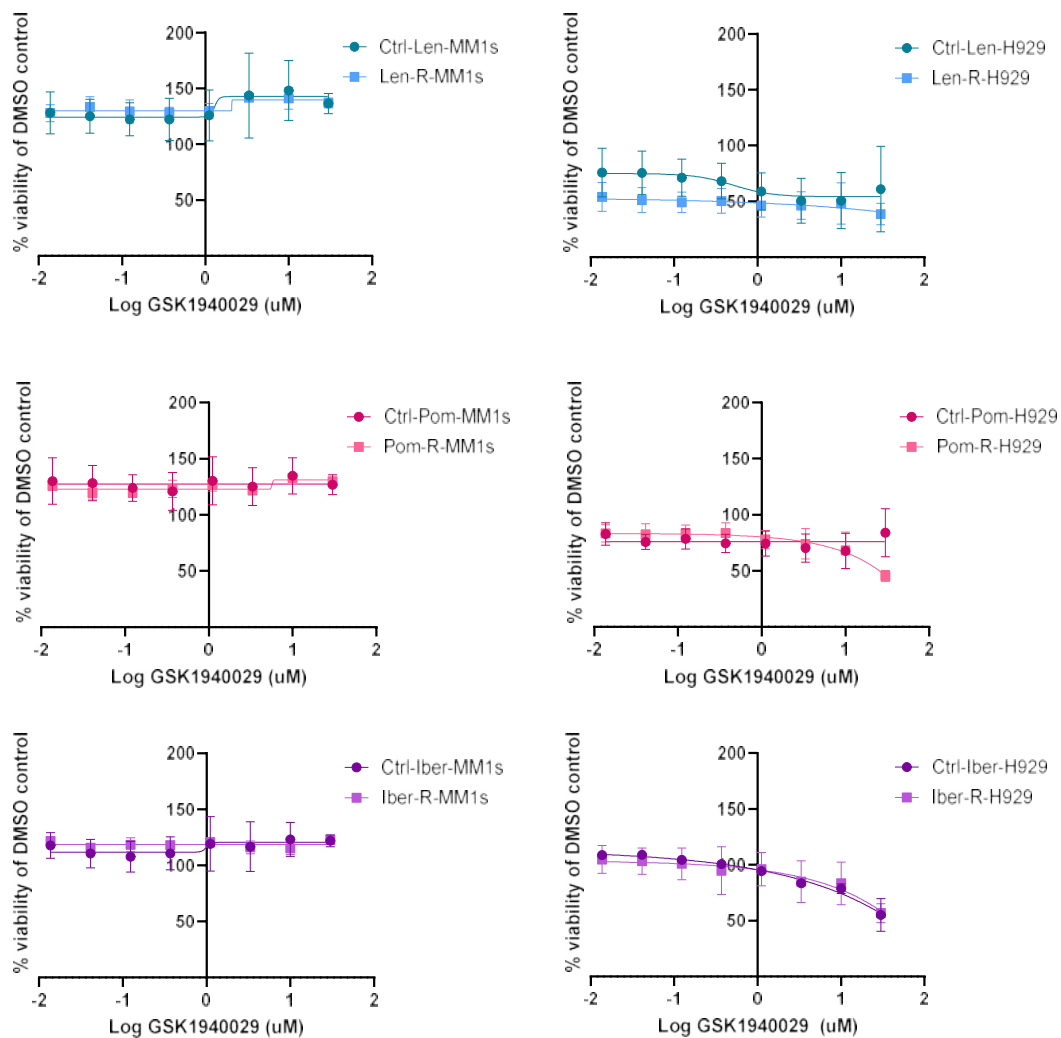 % viability of DMSO control
200
150
100
50
-2 -1 0 1 2
Log GSK1940029 (uM)
Ctrl-Len-MM1s
Len-R-MM1s
% viability of DMSO control
200
150
100
50
-2 -1 0 1 2
Log GSK1940029 (uM)
Ctrl-Len-H929
Len-R-H929
% viability of DMSO control
200
150
100
50
-2 -1 0 1 2
Log GSK1940029 (uM)
Ctrl-Pom-MM1s
Pom-R-MM1s
% viability of DMSO control
200
150
100
50
-2 -1 0 1 2
Log GSK1940029 (uM)
Ctrl-Pom-H929
Pom-R-H929
% viability of DMSO control
200
150
100
50
-2 -1 0 1 2
Log GSK1940029 (uM)
Ctrl-Iber-MM1s
Iber-R-MM1s
% viability of DMSO control
200
150
100
50
-2 -1 0 1 2
Log GSK1940029 (uM)
Ctrl-Iber-H929
Iber-R-H929